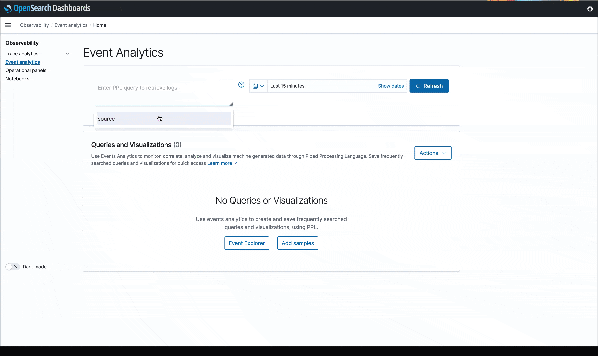 OpenSearch Dashboards
Observability Event analytics Home
Observability
Trace analytics
Event analytics
Operational panels
Notebooks
Event Analytics
Enter PPL query to retrieve logs
Last 15 minutes
Show dates
Refresh
source
Queries and Visualizations (0)
Use Events Analytics to monitor, correlate, analyze and visualize machine generated data through Piped Processing Language. Save frequently
searched queries and visualizations for quick access Learn more
Actions
No Queries or Visualizations
Use events analytics to create and save frequently searched
queries and visualizations, using PPL.
Event Explorer
Add samples
Dark mode